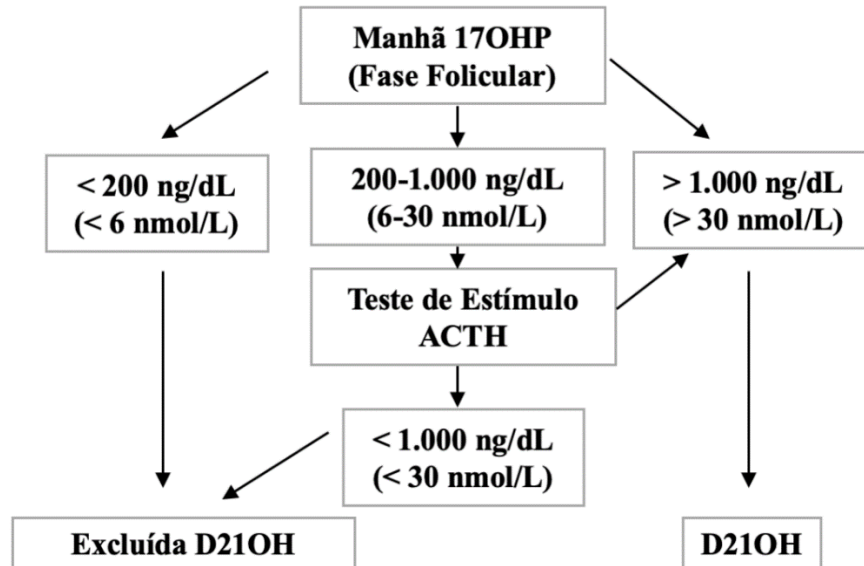 Manhã 17OHP
(Fase Folicular)
< 200 ng/dL
(< 6 nmol/L)
200-1.000 ng/dL
(6-30 nmol/L)
> 1.000 ng/dL
(> 30 nmol/L)
Teste de Estímulo
ACTH
< 1.000 ng/dL
(< 30 nmol/L)
Excluída D21OH
D21OH